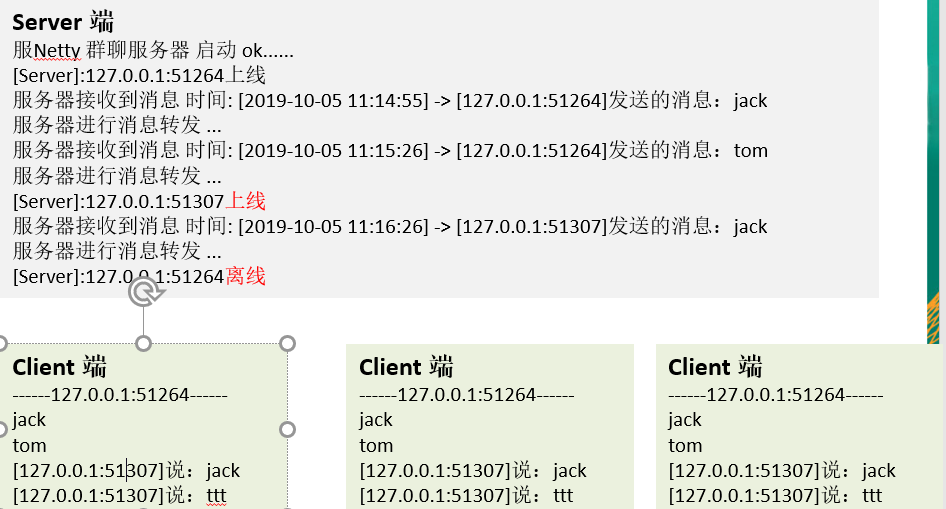 Server 端
服Netty 群聊服务器 启动 ok......
[Server]:127.0.0.1:51264上线
服务器接收到消息 时间: [2019-10-05 11:14:55] -> [127.0.0.1:51264]发送的消息：jack
服务器进行消息转发 ...
服务器接收到消息 时间: [2019-10-05 11:15:26] -> [127.0.0.1:51264]发送的消息：tom
服务器进行消息转发 ...
[Server]:127.0.0.1:51307上线
服务器接收到消息 时间: [2019-10-05 11:16:26] -> [127.0.0.1:51307]发送的消息：jack
服务器进行消息转发 ...
[Server]:127.0.0.1:51264离线
Client 端
------127.0.0.1:51264------
jack
tom
[127.0.0.1:51307]说：jack
[127.0.0.1:51307]说：ttt
Client 端
------127.0.0.1:51264------
jack
tom
[127.0.0.1:51307]说：jack
[127.0.0.1:51307]说：ttt
Client 端
------127.0.0.1:51264------
jack
tom
[127.0.0.1:51307]说：jack
[127.0.0.1:51307]说：ttt